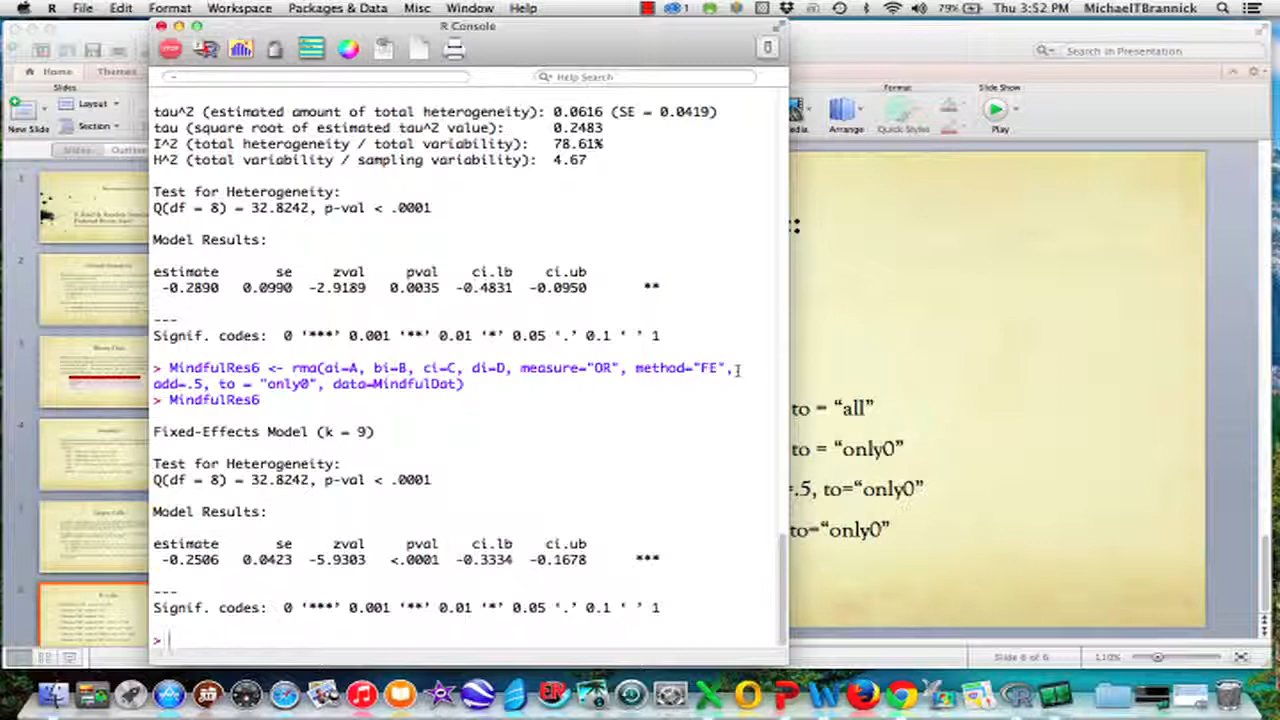 R File Edit Format Workspace Packages & Data Misc Window Help 1 79% Thu 3:52 PM MichaelTBrannick
R Console
Search in Presentation
Home Themes
Help Search
Slides
Format
Slide Show
New Slide
Layout
Section
Arrange
Quick Styles
Play
Slides Outline
tau^2 (estimated amount of total heterogeneity): 0.0616 (SE = 0.0419)
tau (square root of estimated tau^2 value): 0.2483
I^2 (total heterogeneity / total variability): 78.61%
H^2 (total variability / sampling variability): 4.67
Test for Heterogeneity:
Q(df = 8) = 32.8242, p-val < .0001
Model Results:
estimate se zval pval ci.lb ci.ub
-0.2890 0.0990 -2.9189 0.0035 -0.4831 -0.0950 **
---
Signif. codes: 0 ‘***’ 0.001 ‘**’ 0.01 ‘*’ 0.05 ‘.’ 0.1 ‘ ’ 1
> MindfulRes6 <- rma(ai=A, bi=B, ci=C, di=D, measure="OR", method="FE",
add=.5, to = "only0", data=MindfulDat)
> MindfulRes6
Fixed-Effects Model (k = 9)
Test for Heterogeneity:
Q(df = 8) = 32.8242, p-val < .0001
Model Results:
estimate se zval pval ci.lb ci.ub
-0.2506 0.0423 -5.9303 <.0001 -0.3334 -0.1678 ***
---
Signif. codes: 0 ‘***’ 0.001 ‘**’ 0.01 ‘*’ 0.05 ‘.’ 0.1 ‘ ’ 1
>
:
to = “all”
to = “only0”
=.5, to=“only0”
to=“only0”
Slide 6 of 6 110%